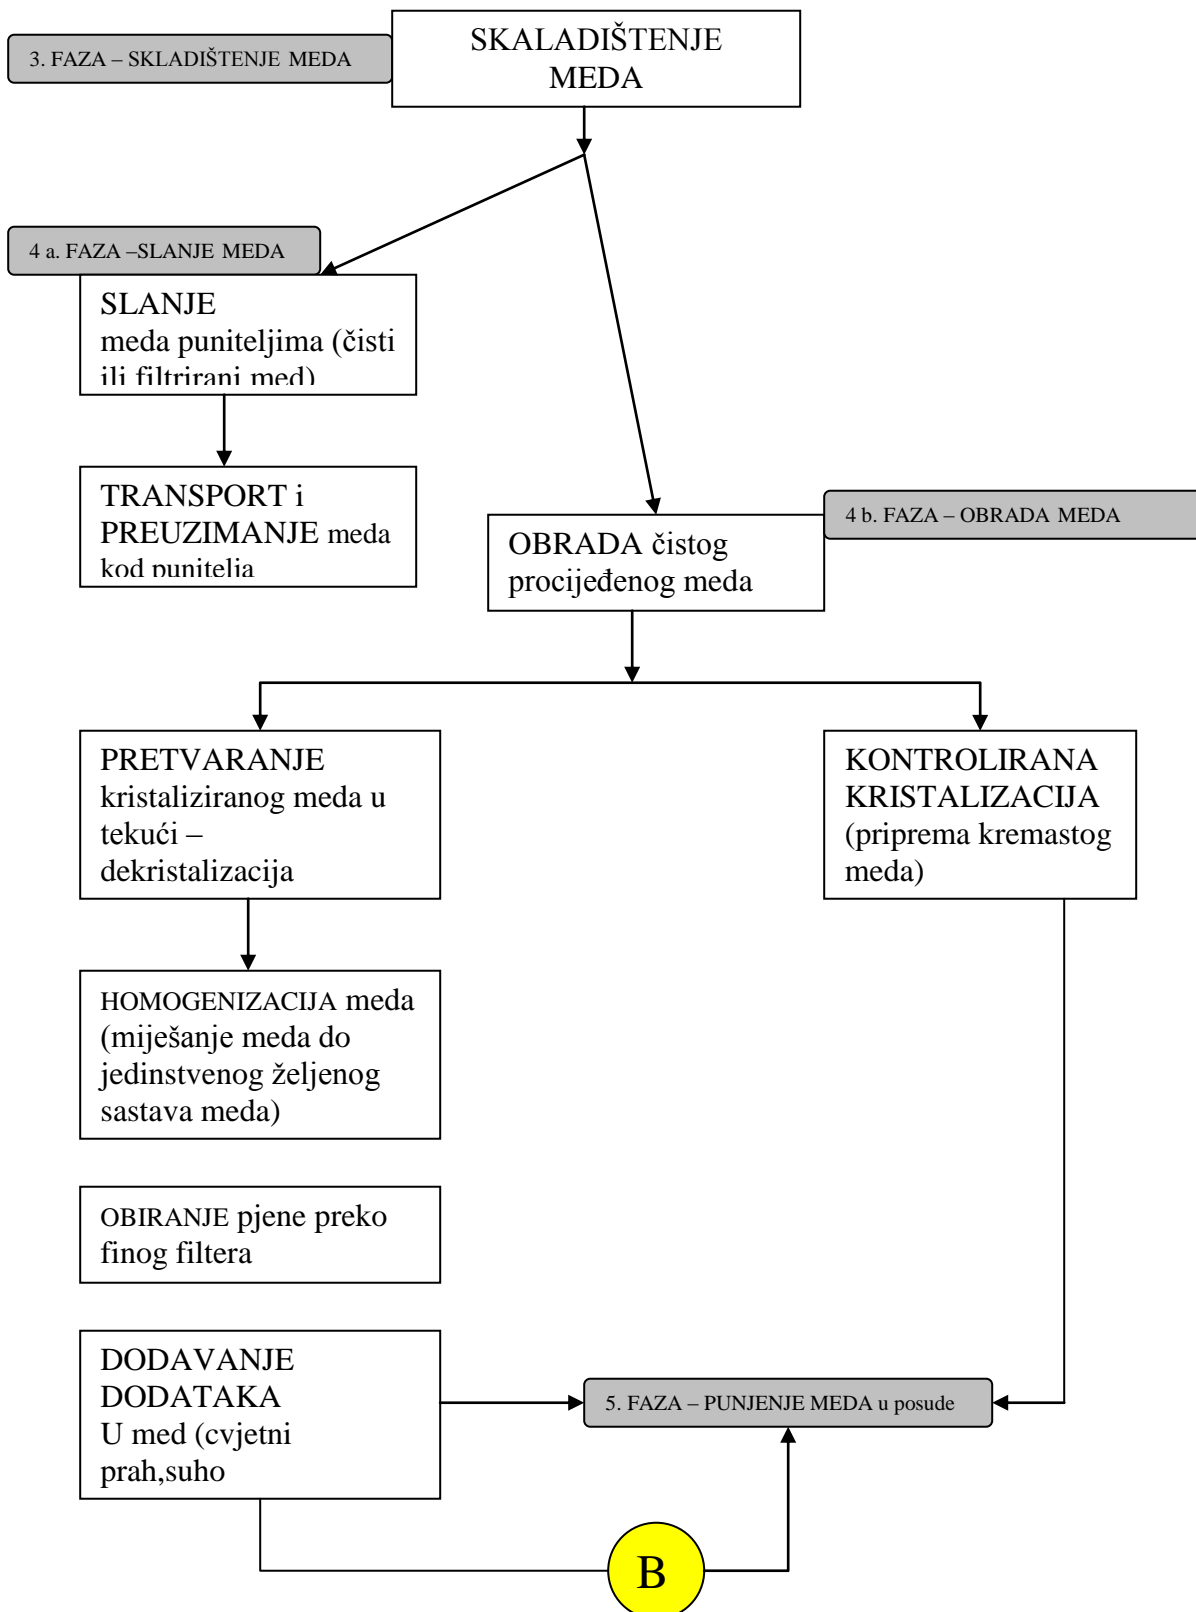 SKALADIŠTENJE
MEDA
3. FAZA – SKLADIŠTENJE MEDA
4 a. FAZA –SLANJE MEDA
SLANJE
meda puniteljima (čisti
ili filtrirani med)
TRANSPORT i
PREUZIMANJE meda
kod punitelja
4 b. FAZA – OBRADA MEDA
OBRADA čistog
procijeđenog meda
PRETVARANJE
kristaliziranog meda u
tekući –
dekristalizacija
KONTROLIRANA
KRISTALIZACIJA
(priprema kremastog
meda)
HOMOGENIZACIJA meda
(miješanje meda do
jedinstvenog željenog
sastava meda)
OBIRANJE pjene preko
finog filtera
DODAVANJE
DODATAKA
U med (cvjetni
prah,suho
5. FAZA – PUNJENJE MEDA u posude
B